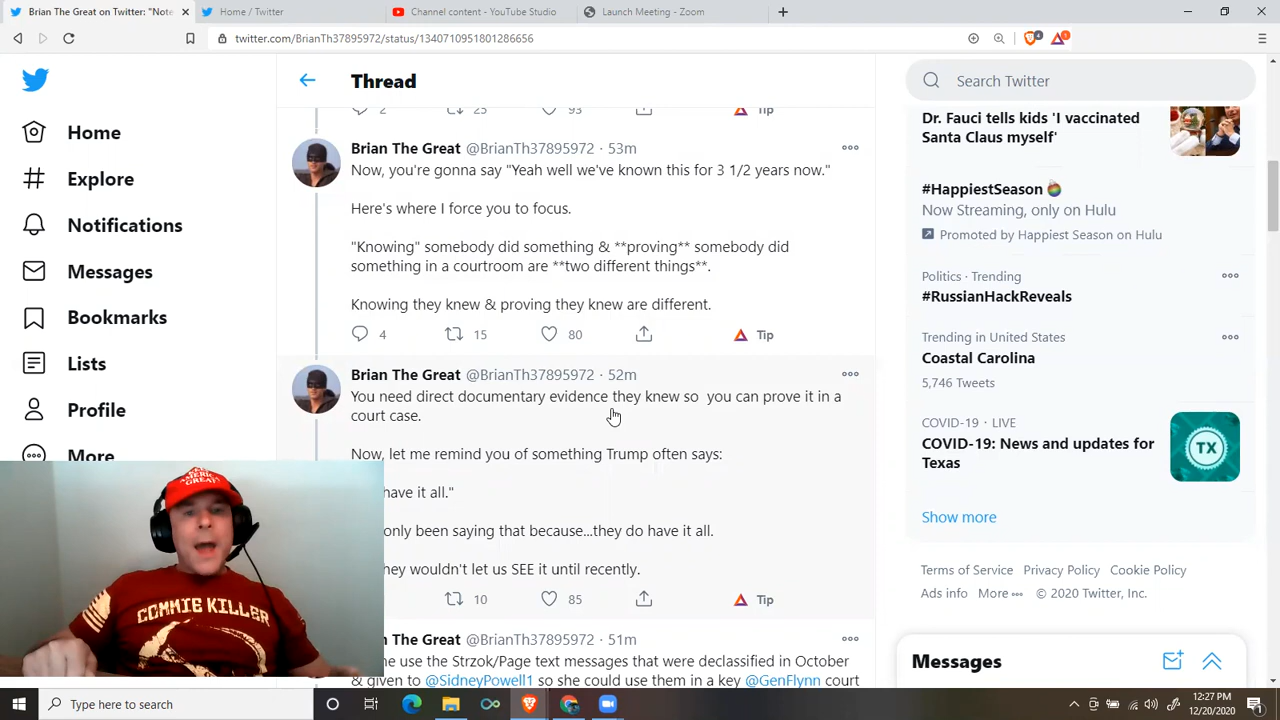 Brian Great on Twitter: "Note
Home / Twitter
Channel content - YouTube Studio
Launch Meeting - Zoom
twitter.com/BrianTh37895972/status/1340710951801286656
4
1
Home
Explore
Notifications
Messages
Bookmarks
Lists
Profile
More
Thread
2
25
93
Tip
Brian The Great @BrianTh37895972 · 53m
Now, you're gonna say "Yeah well we've known this for 3 1/2 years now."
Here's where I force you to focus.
"Knowing" somebody did something & **proving** somebody did
something in a courtroom are **two different things**.
Knowing they knew & proving they knew are different.
4
15
80
Tip
Brian The Great @BrianTh37895972 · 52m
You need direct documentary evidence they knew so you can prove it in a
court case.
Now, let me remind you of something Trump often says:
have it all."
only been saying that because...they do have it all.
hey wouldn't let us SEE it until recently.
10
85
Tip
n The Great @BrianTh37895972 · 51m
ne use the Strzok/Page text messages that were declassified in October
& given to @SidneyPowell1 so she could use them in a key @GenFlynn court
Search Twitter
Dr. Fauci tells kids 'I vaccinated
Santa Claus myself'
#HappiestSeason
Now Streaming, only on Hulu
Promoted by Happiest Season on Hulu
Politics · Trending
#RussianHackReveals
Trending in United States
Coastal Carolina
5,746 Tweets
COVID-19 · LIVE
COVID-19: News and updates for
Texas
TX
Show more
Terms of Service Privacy Policy Cookie Policy
Ads info More © 2020 Twitter, Inc.
Messages
AMERICA
GREAT
COMMIE KILLER
Type here to search
12:27 PM
12/20/2020